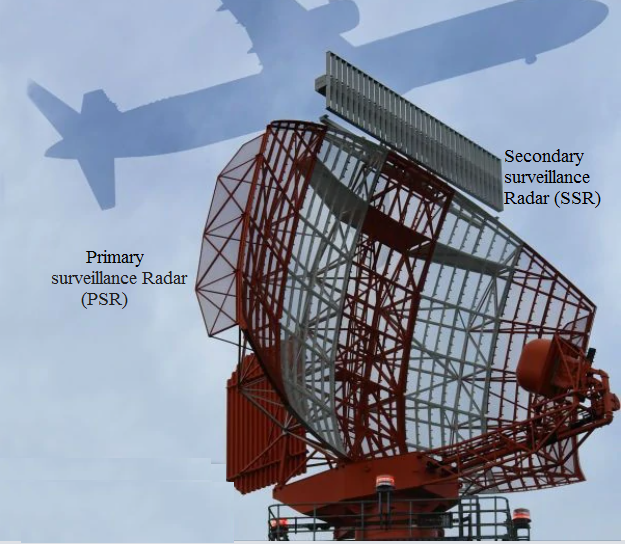 Secondary
surveillance
Radar (SSR)
Primary
surveillance Radar
(PSR)